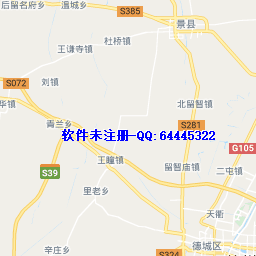 后留名府乡
温城乡
S385
景县
杜桥镇
王谦寺镇
刘镇
S072
华镇
北留智镇
青兰乡
S281
软件未注册-QQ:64445322
G105
王瞳镇
留智庙镇
二屯镇
S39
里老乡
天衢
辛庄乡
德城区
S324